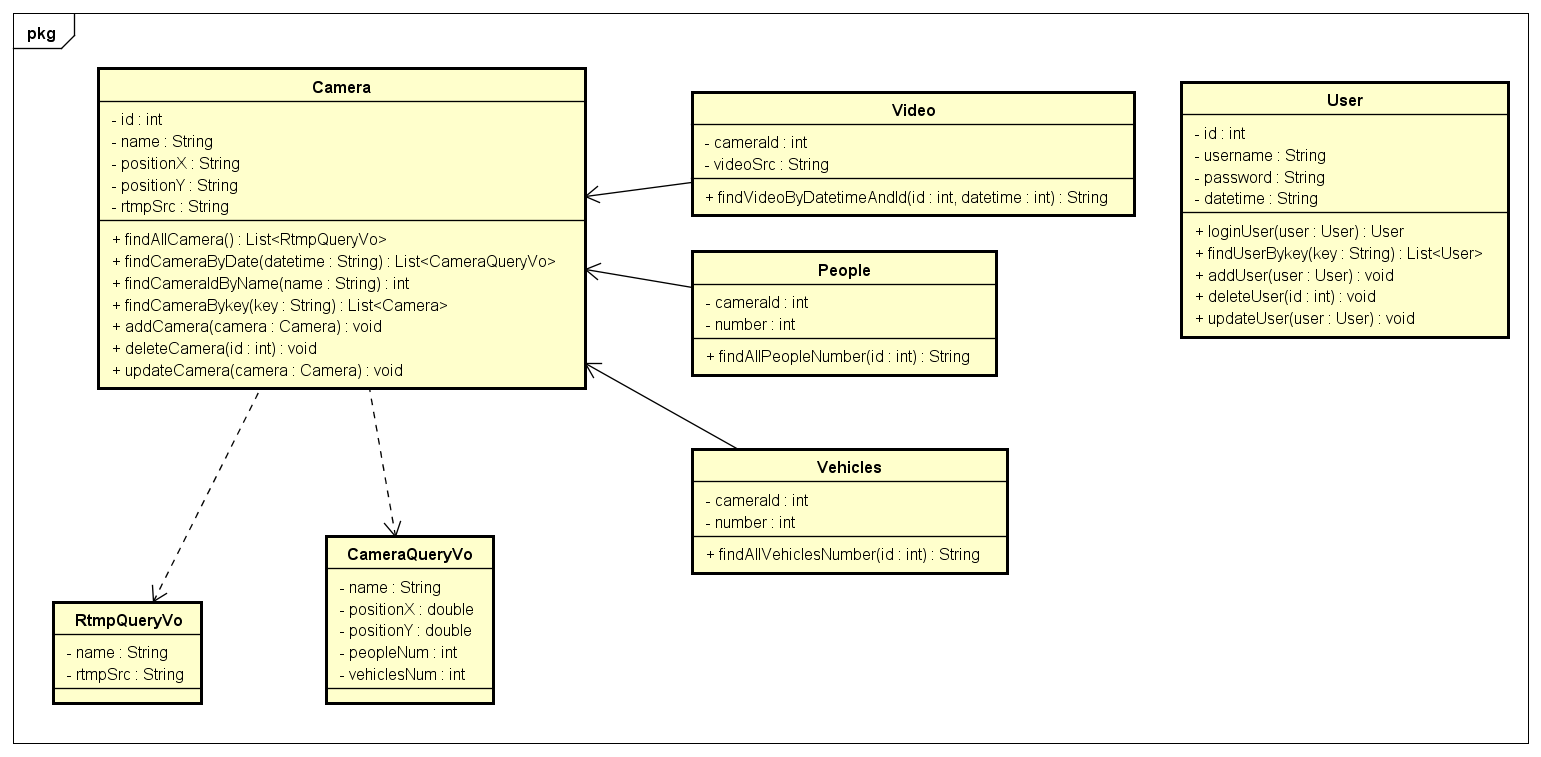 pkg
Camera
- id : int
- name : String
- positionX : String
- positionY : String
- rtmpSrc : String
+ findAllCamera() : List<RtmpQueryVo>
+ findCameraByDate(datetime : String) : List<CameraQueryVo>
+ findCameraIdByName(name : String) : int
+ findCameraBykey(key : String) : List<Camera>
+ addCamera(camera : Camera) : void
+ deleteCamera(id : int) : void
+ updateCamera(camera : Camera) : void
Video
- cameraId : int
- videoSrc : String
+ findVideoByDatetimeAndId(id : int, datetime : int) : String
User
- id : int
- username : String
- password : String
- datetime : String
+ loginUser(user : User) : User
+ findUserBykey(key : String) : List<User>
+ addUser(user : User) : void
+ deleteUser(id : int) : void
+ updateUser(user : User) : void
People
- cameraId : int
- number : int
+ findAllPeopleNumber(id : int) : String
Vehicles
- cameraId : int
- number : int
+ findAllVehiclesNumber(id : int) : String
CameraQueryVo
- name : String
- positionX : double
- positionY : double
- peopleNum : int
- vehiclesNum : int
RtmpQueryVo
- name : String
- rtmpSrc : String